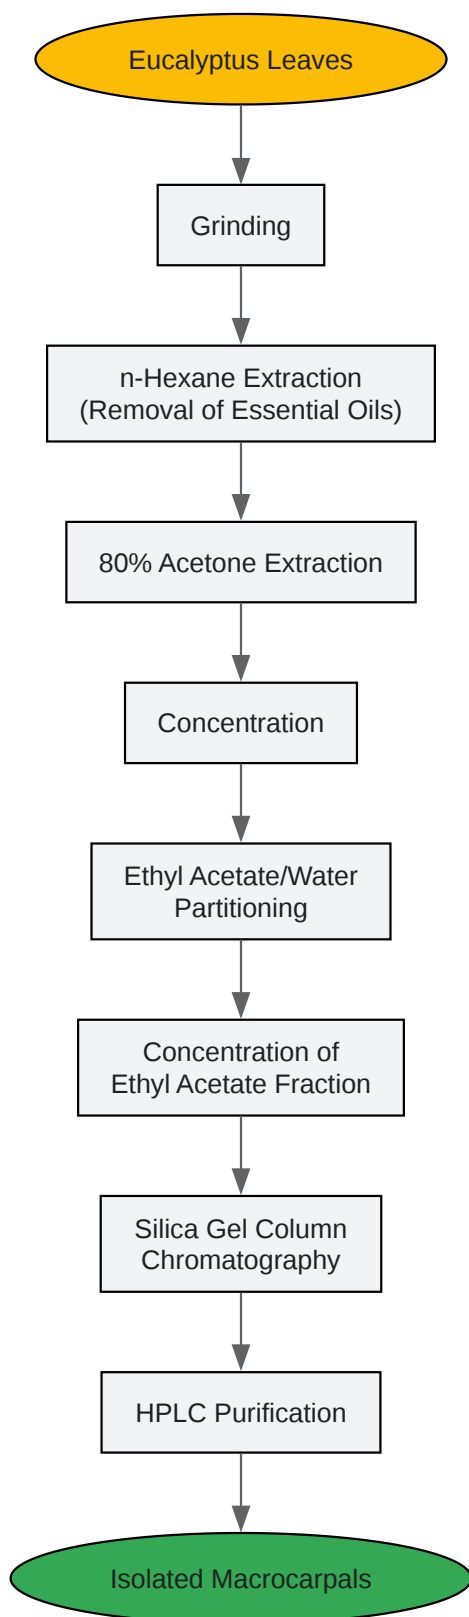 Eucalyptus Leaves
Grinding
n-Hexane Extraction
(Removal of Essential Oils)
80% Acetone Extraction
Concentration
Ethyl Acetate/Water
Partitioning
Concentration of
Ethyl Acetate Fraction
Silica Gel Column
Chromatography
HPLC Purification
Isolated Macrocarpals